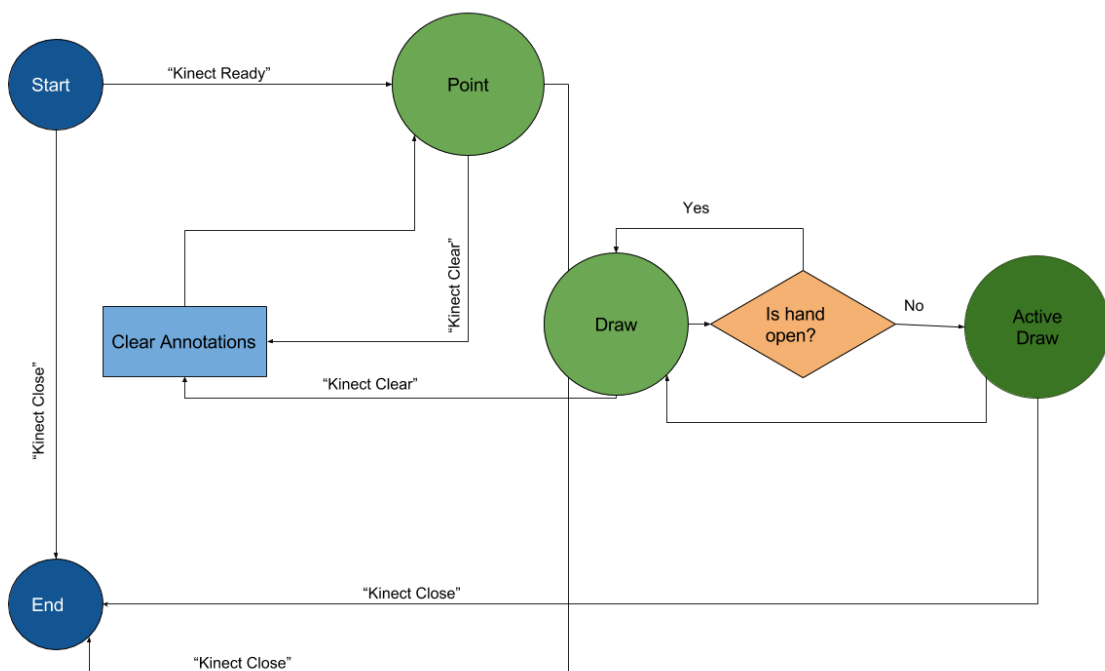 Start
“Kinect Ready”
Point
Yes
“Kinect Clear”
Is hand
open?
No
Draw
Active
Draw
Clear Annotations
“Kinect Clear”
“Kinect Close”
End
“Kinect Close”
“Kinect Close”